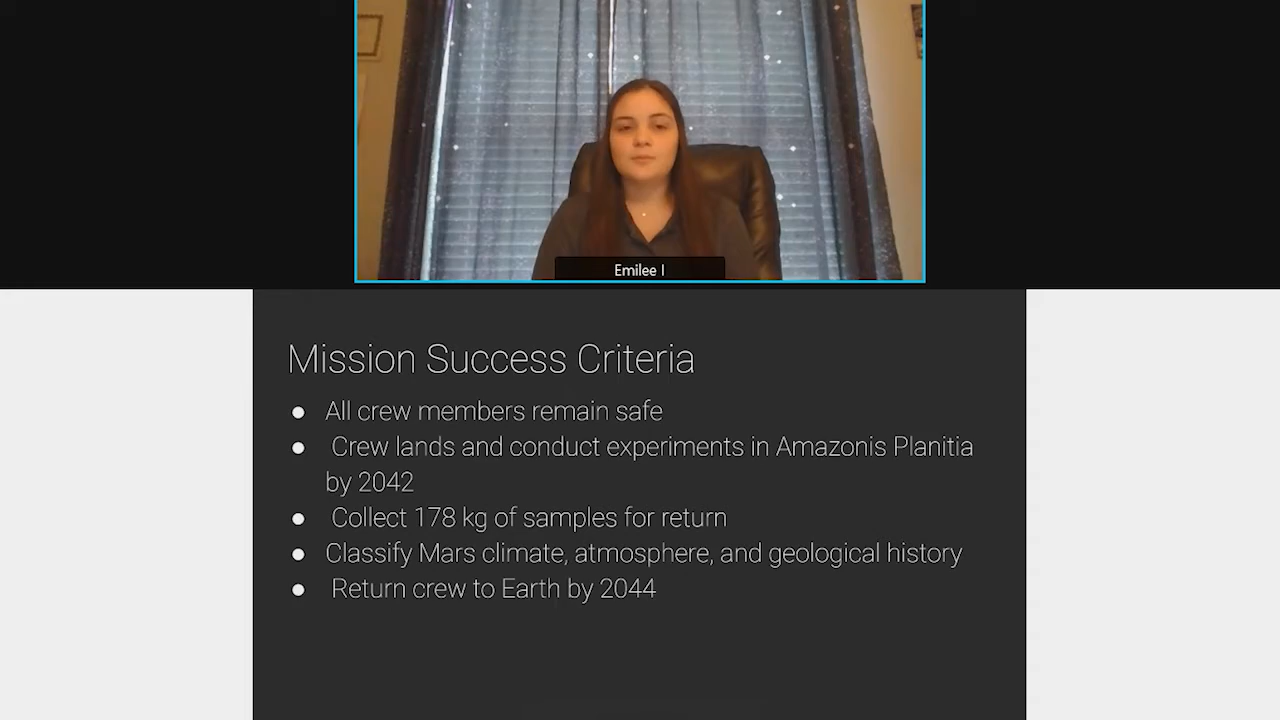 Emilee I
Mission Success Criteria
● All crew members remain safe
● Crew lands and conduct experiments in Amazonis Planitia
by 2042
● Collect 178 kg of samples for return
● Classify Mars climate, atmosphere, and geological history
● Return crew to Earth by 2044